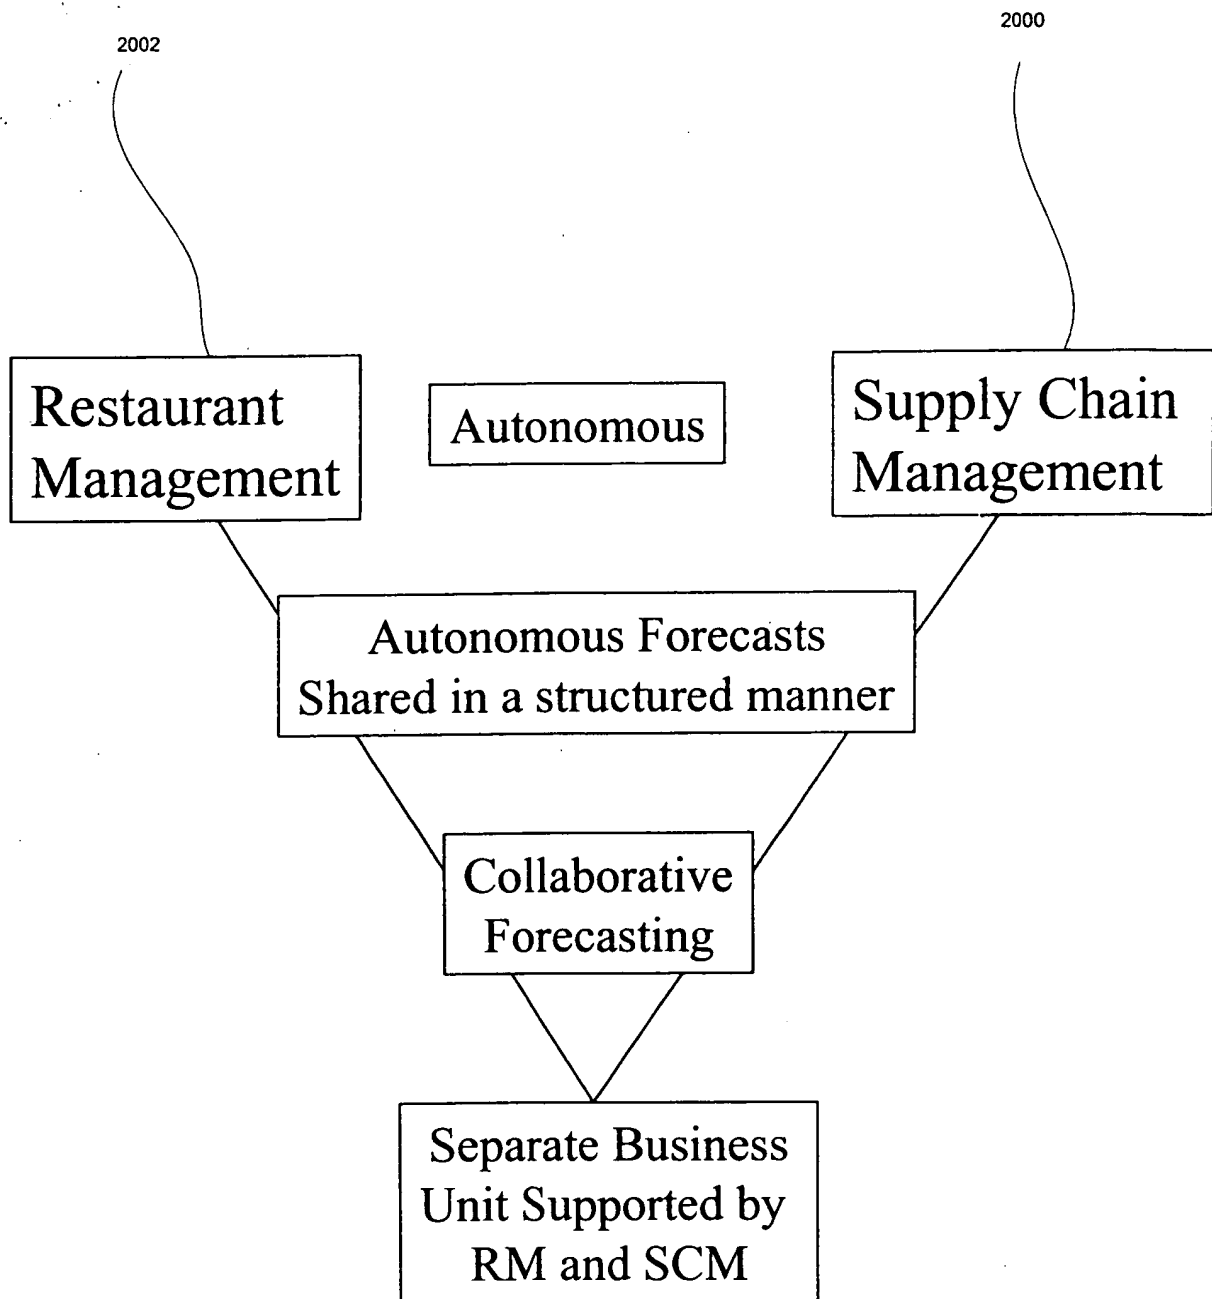 2002
2000
Restaurant
Management
Autonomous
Supply Chain
Management
Autonomous Forecasts
Shared in a structured manner
Collaborative
Forecasting
Separate Business
Unit Supported by
RM and SCM